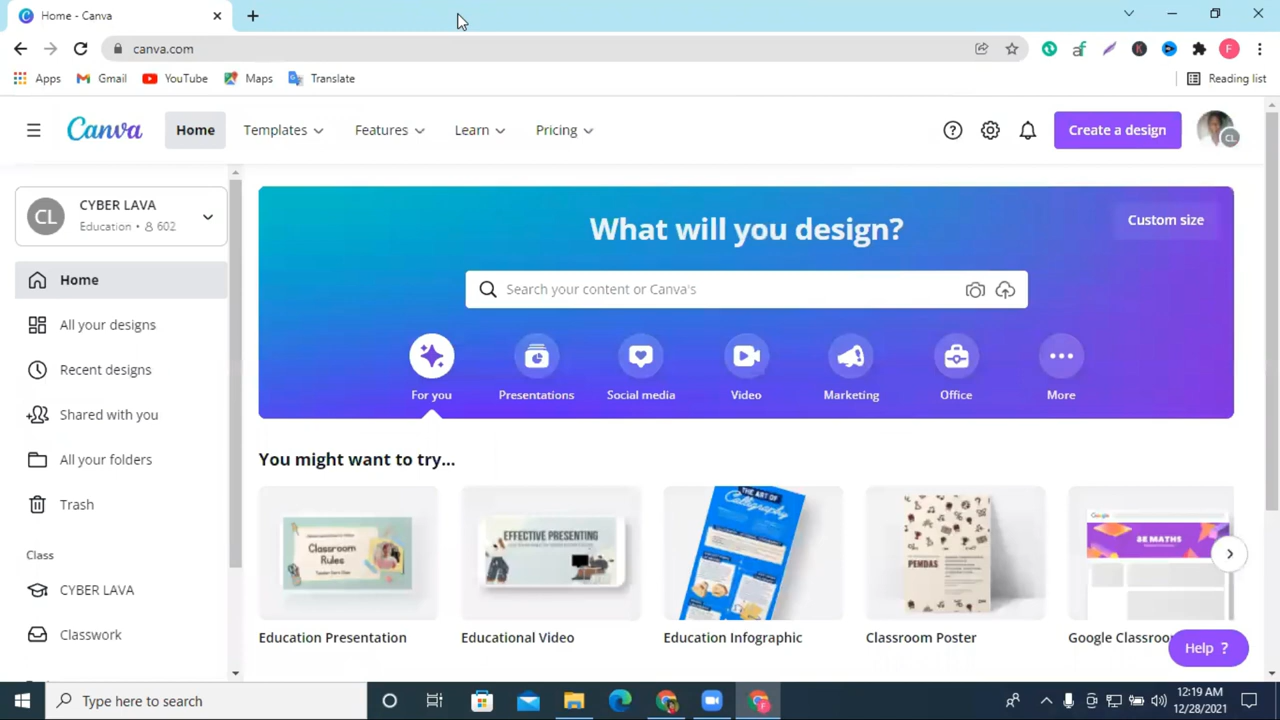 Home - Canva
canva.com
F
Apps Gmail YouTube Maps Translate Reading list
Canva Home Templates Features Learn Pricing Create a design
CL
CL CYBER LAVA
Education • 602
Home
All your designs
Recent designs
Shared with you
All your folders
Trash
Class
CYBER LAVA
Classwork
What will you design?
Custom size
Search your content or Canva's
For you Presentations Social media Video Marketing Office More
You might want to try...
Classroom
Rules
EFFECTIVE PRESENTING
THE ART OF
Calligraphy
PEMDAS
Google
8E MATHS
Education Presentation Educational Video Education Infographic Classroom Poster Google Classroo
Help ?
Type here to search
12:19 AM
12/28/2021